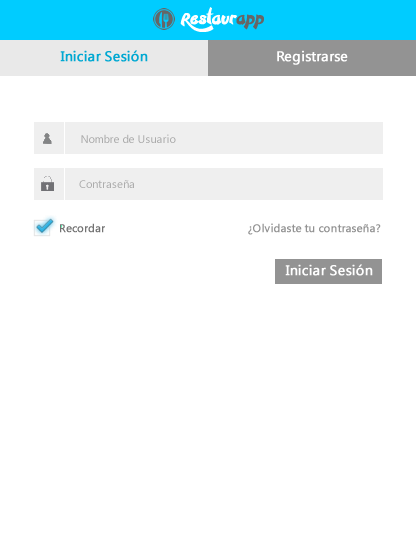 Restaurapp
Iniciar Sesión
Registrarse
Nombre de Usuario
Contraseña
Recordar
¿Olvidaste tu contraseña?
Iniciar Sesión